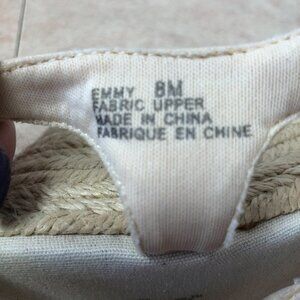 EMMY 8M
FABRIC UPPER
MADE IN CHINA
FABRIQUE EN CHINE